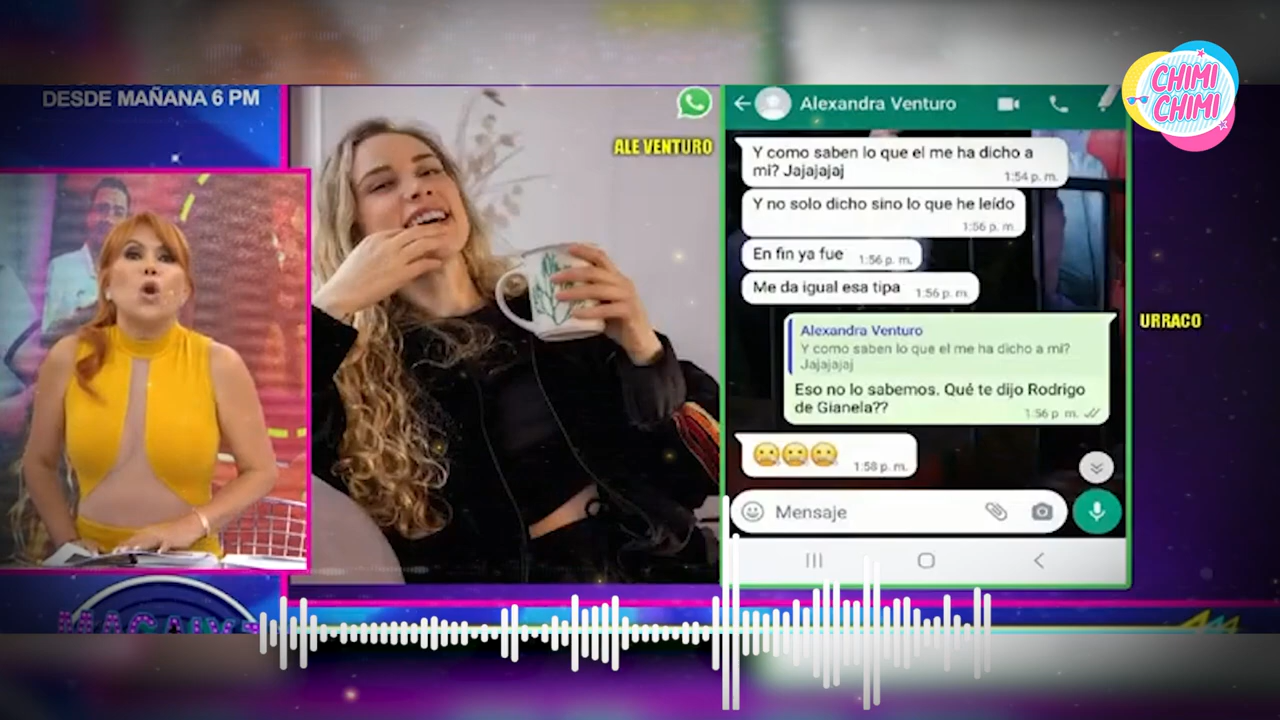 DESDE MAÑANA 6 PM
CHIMI
CHIMI
ALE VENTURO
Alexandra Venturo
Y como saben lo que el me ha dicho a
mi? Jajajajaj
1:54 p. m.
Y no solo dicho sino lo que he leído
1:56 p. m.
En fin ya fue
1:56 p. m.
Me da igual esa tipa
1:56 p. m.
URRACO
Alexandra Venturo
Y como saben lo que el me ha dicho a mi?
Jajajajaj
Eso no lo sabemos. Qué te dijo Rodrigo
de Gianela??
1:56 p. m.
1:58 p. m.
Mensaje